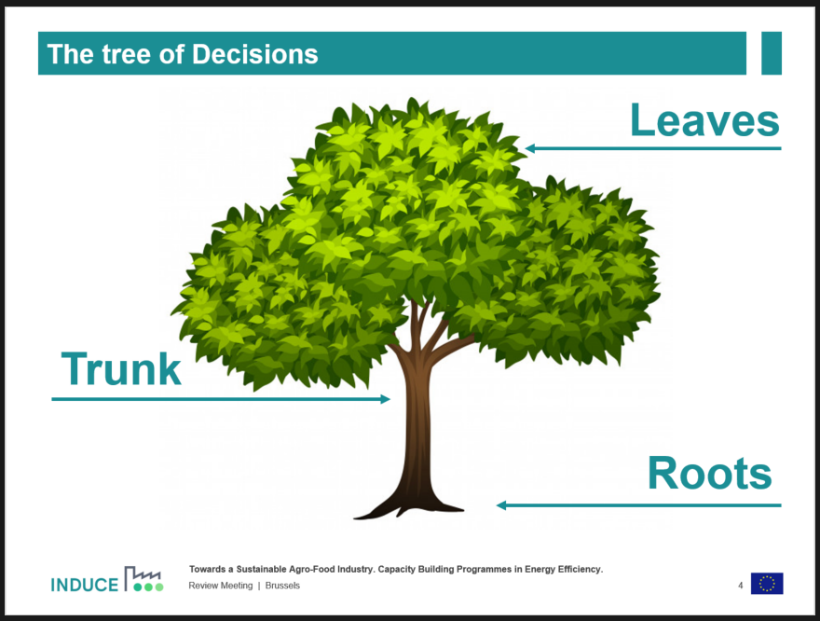 The tree of Decisions
Leaves
Trunk
Roots
INDUCE
Towards a Sustainable Agro-Food Industry. Capacity Building Programmes in Energy Efficiency.
Review Meeting | Brussels
4